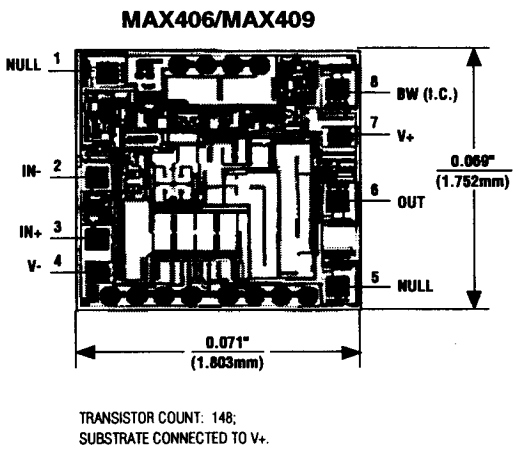 MAX406/MAX409
NULL 1
8 BW (I.C.)
7 V+
IN- 2
0.069"
(1.752mm)
6 OUT
IN+ 3
V- 4
5 NULL
0.071"
(1.803mm)
TRANSISTOR COUNT: 148;
SUBSTRATE CONNECTED TO V+.